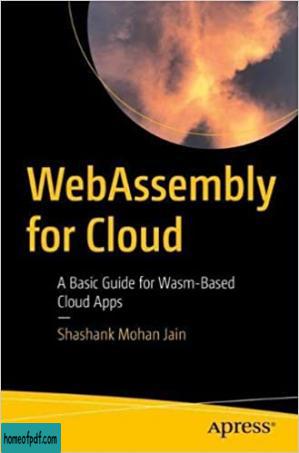 WebAssembly
for Cloud
A Basic Guide for Wasm-Based
Cloud Apps
—
Shashank Mohan Jain
Apress®
homeofpdf.com